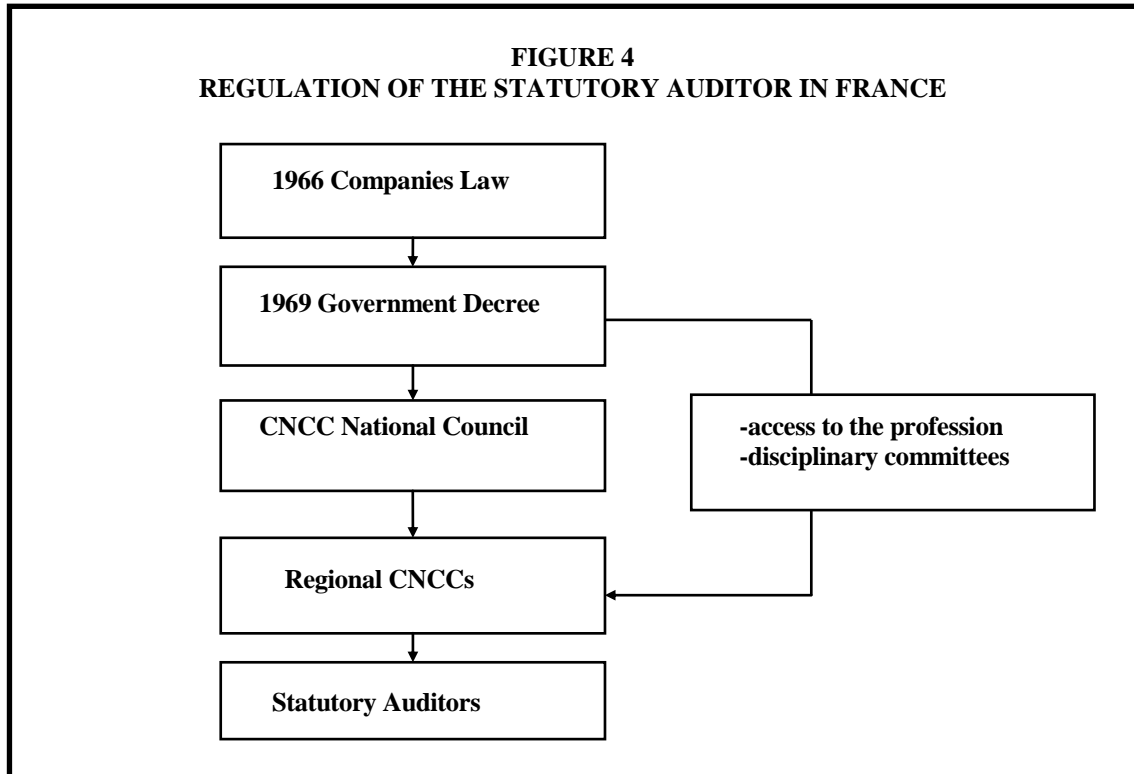 FIGURE 4
REGULATION OF THE STATUTORY AUDITOR IN FRANCE
1966 Companies Law
1969 Government Decree
CNCC National Council
-access to the profession
-disciplinary committees
Regional CNCCs
Statutory Auditors